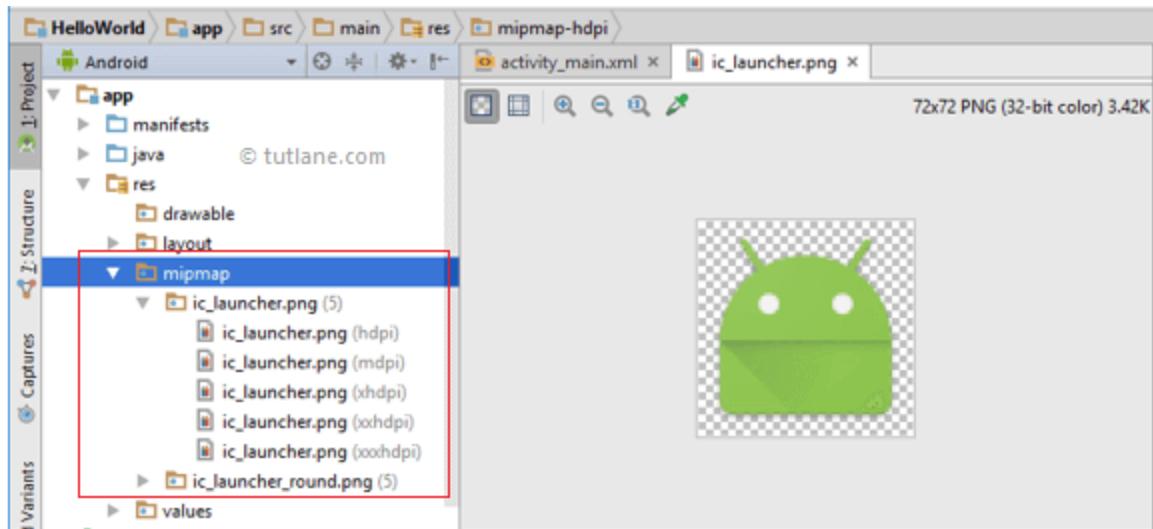 HelloWorld app src main res mipmap-hdpi
Android
activity_main.xml × ic_launcher.png ×
72x72 PNG (32-bit color) 3.42K
1: Project
Z: Structure
Captures
Variants
app
manifests
java
© tutlane.com
res
drawable
layout
mipmap
ic_launcher.png (5)
ic_launcher.png (hdpi)
ic_launcher.png (mdpi)
ic_launcher.png (xhdpi)
ic_launcher.png (xxhdpi)
ic_launcher.png (xxxhdpi)
ic_launcher_round.png (5)
values